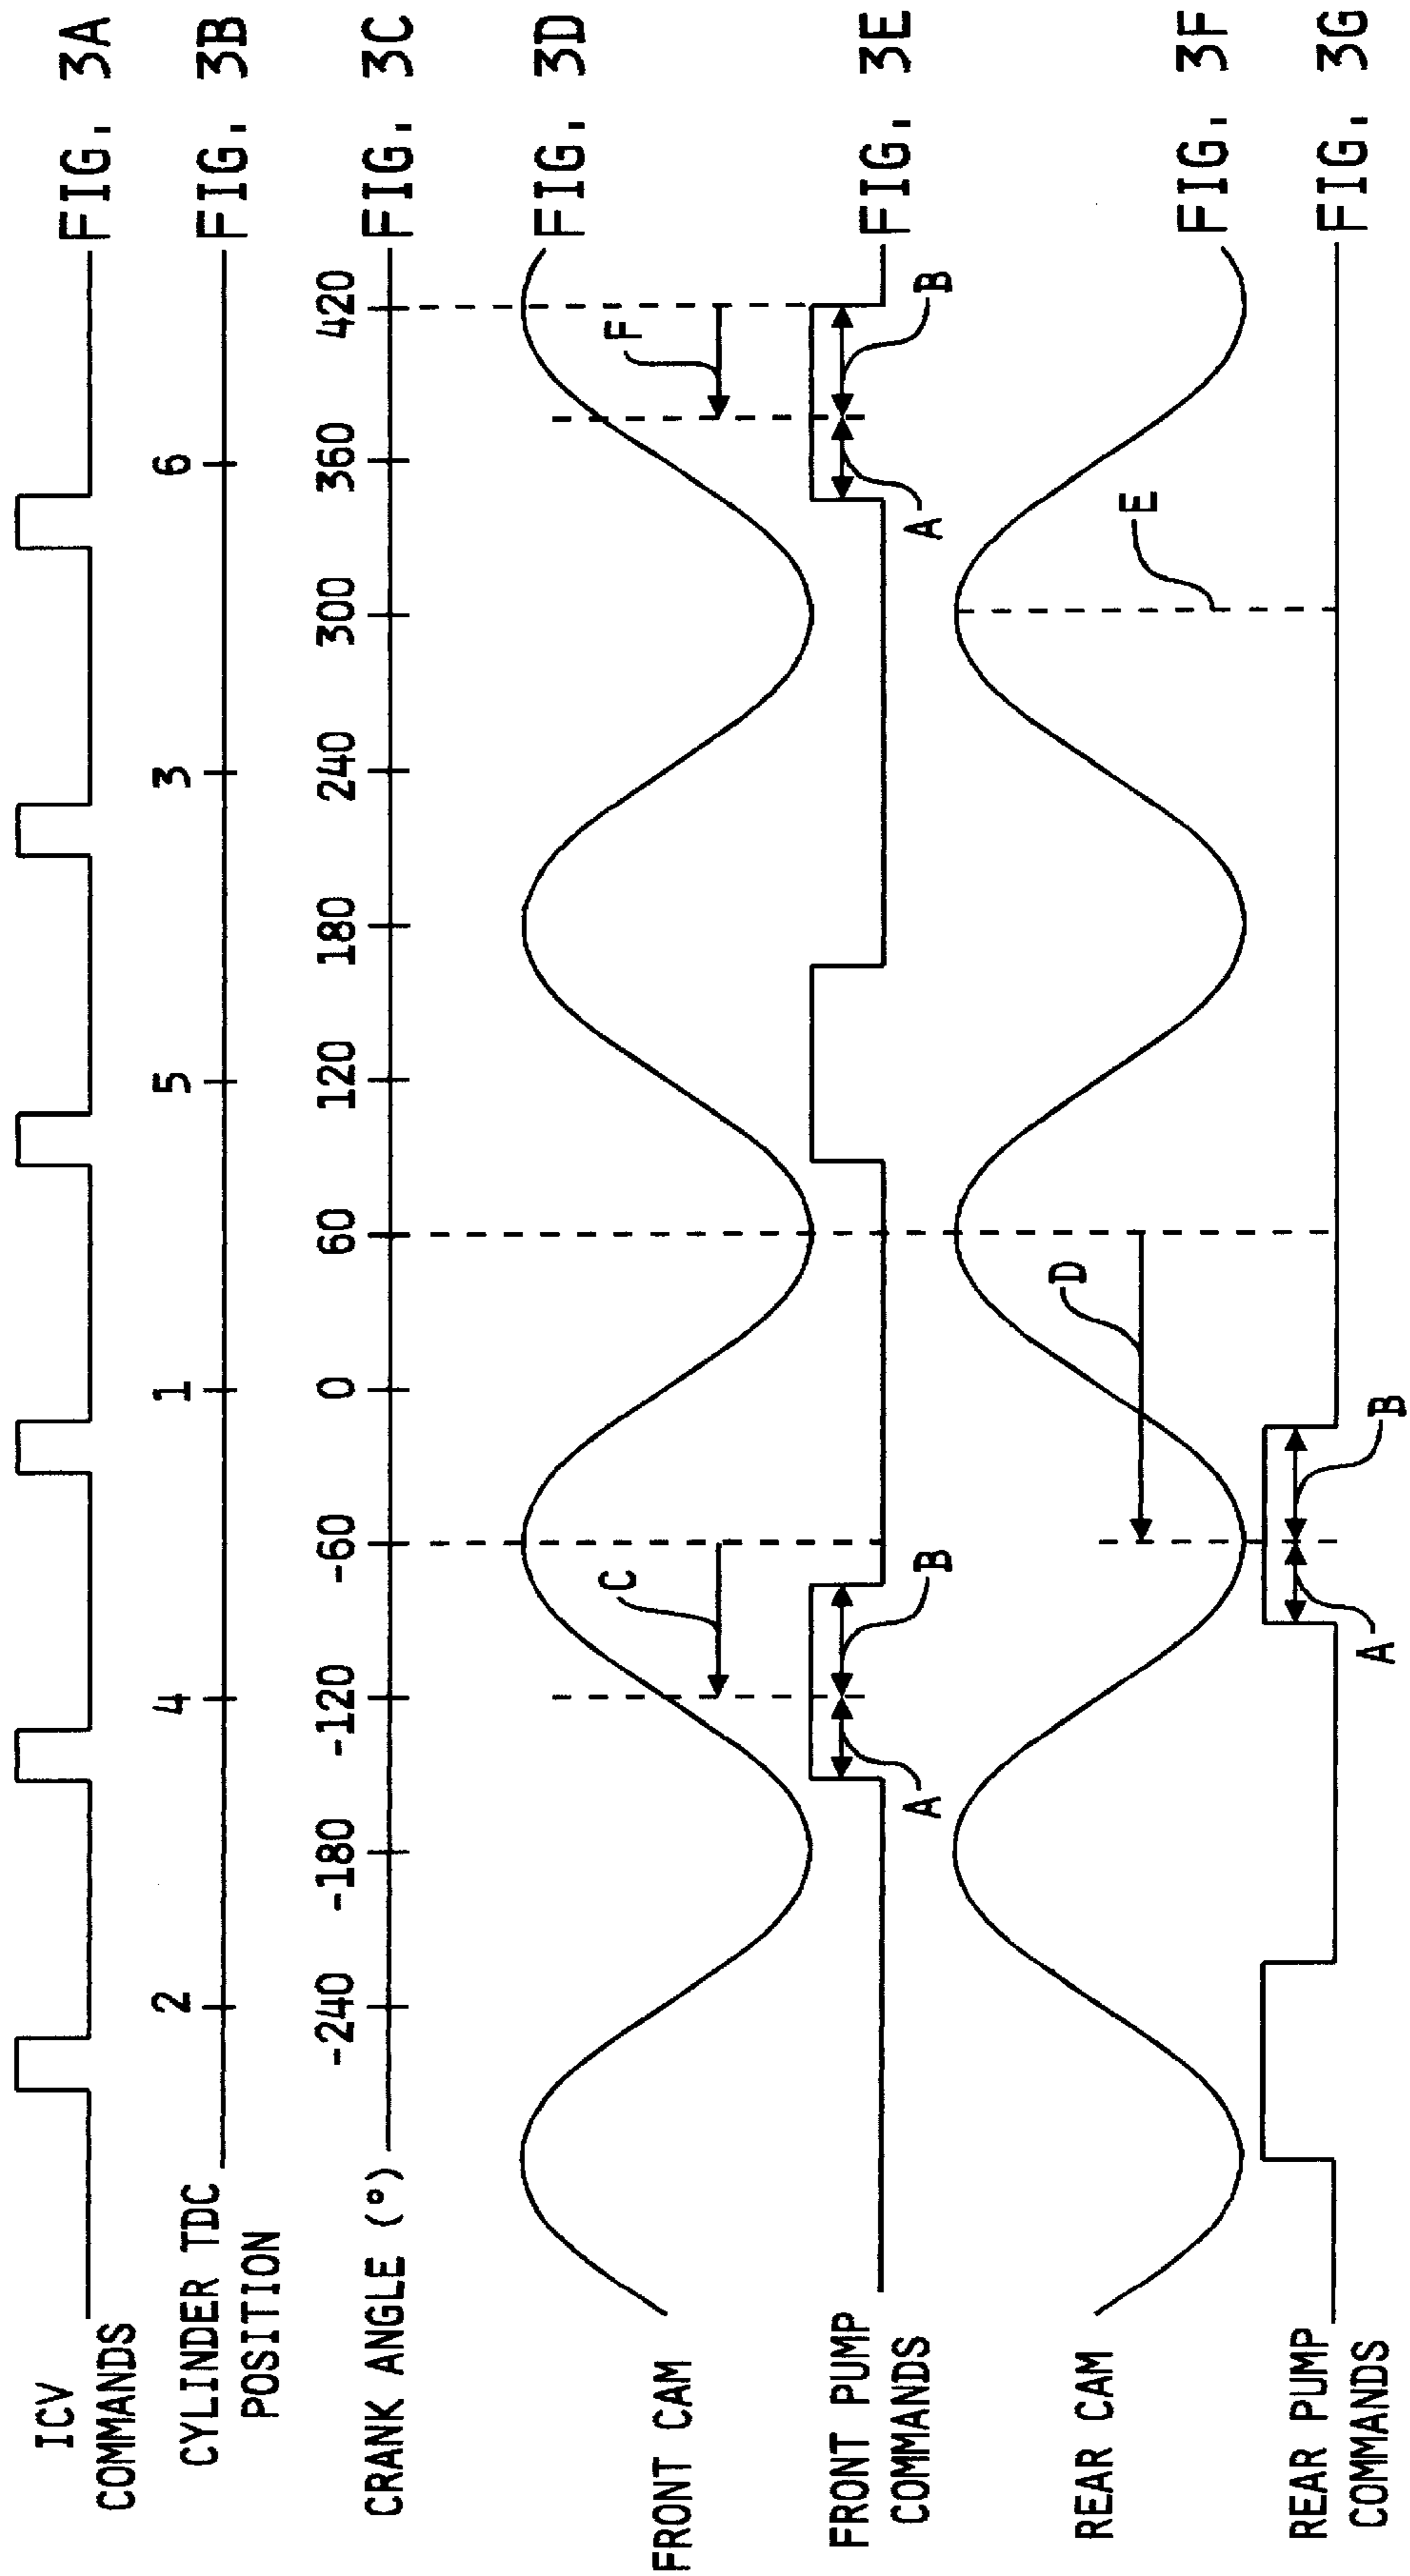 ICV
COMMANDS
FIG. 3A
CYLINDER TDC
POSITION
2 4 1 5 3 6
FIG. 3B
CRANK ANGLE (°)
-240 -180 -120 -60 0 60 120 180 240 300 360 420
FIG. 3C
FRONT CAM
C
F
FIG. 3D
FRONT PUMP
COMMANDS
A
B
A
B
FIG. 3E
REAR CAM
D
E
FIG. 3F
REAR PUMP
COMMANDS
A
B
FIG. 3G